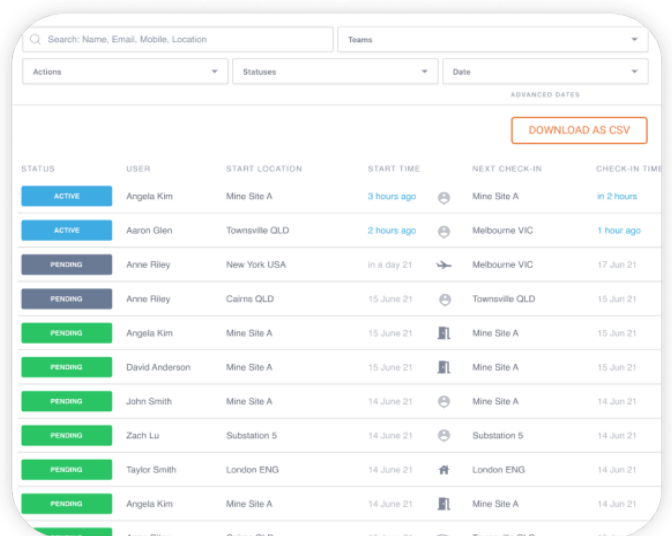 Search: Name, Email, Mobile, Location Teams
Actions Statuses Date
ADVANCED DATES
DOWNLOAD AS CSV
STATUS USER START LOCATION START TIME NEXT CHECK-IN CHECK-IN TIME
ACTIVE Angela Kim Mine Site A 3 hours ago Mine Site A in 2 hours
ACTIVE Aaron Glen Townsville QLD 2 hours ago Melbourne VIC 1 hour ago
PENDING Anne Riley New York USA in a day 21 Melbourne VIC 17 Jun 21
PENDING Anne Riley Cairns QLD 15 June 21 Townsville QLD 15 Jun 21
PENDING Angela Kim Mine Site A 15 June 21 Mine Site A 15 Jun 21
PENDING David Anderson Mine Site A 15 June 21 Mine Site A 15 Jun 21
PENDING John Smith Mine Site A 14 June 21 Mine Site A 14 Jun 21
PENDING Zach Lu Substation 5 14 June 21 Substation 5 14 Jun 21
PENDING Taylor Smith London ENG 14 June 21 London ENG 14 Jun 21
PENDING Angela Kim Mine Site A 14 June 21 Mine Site A 14 Jun 21